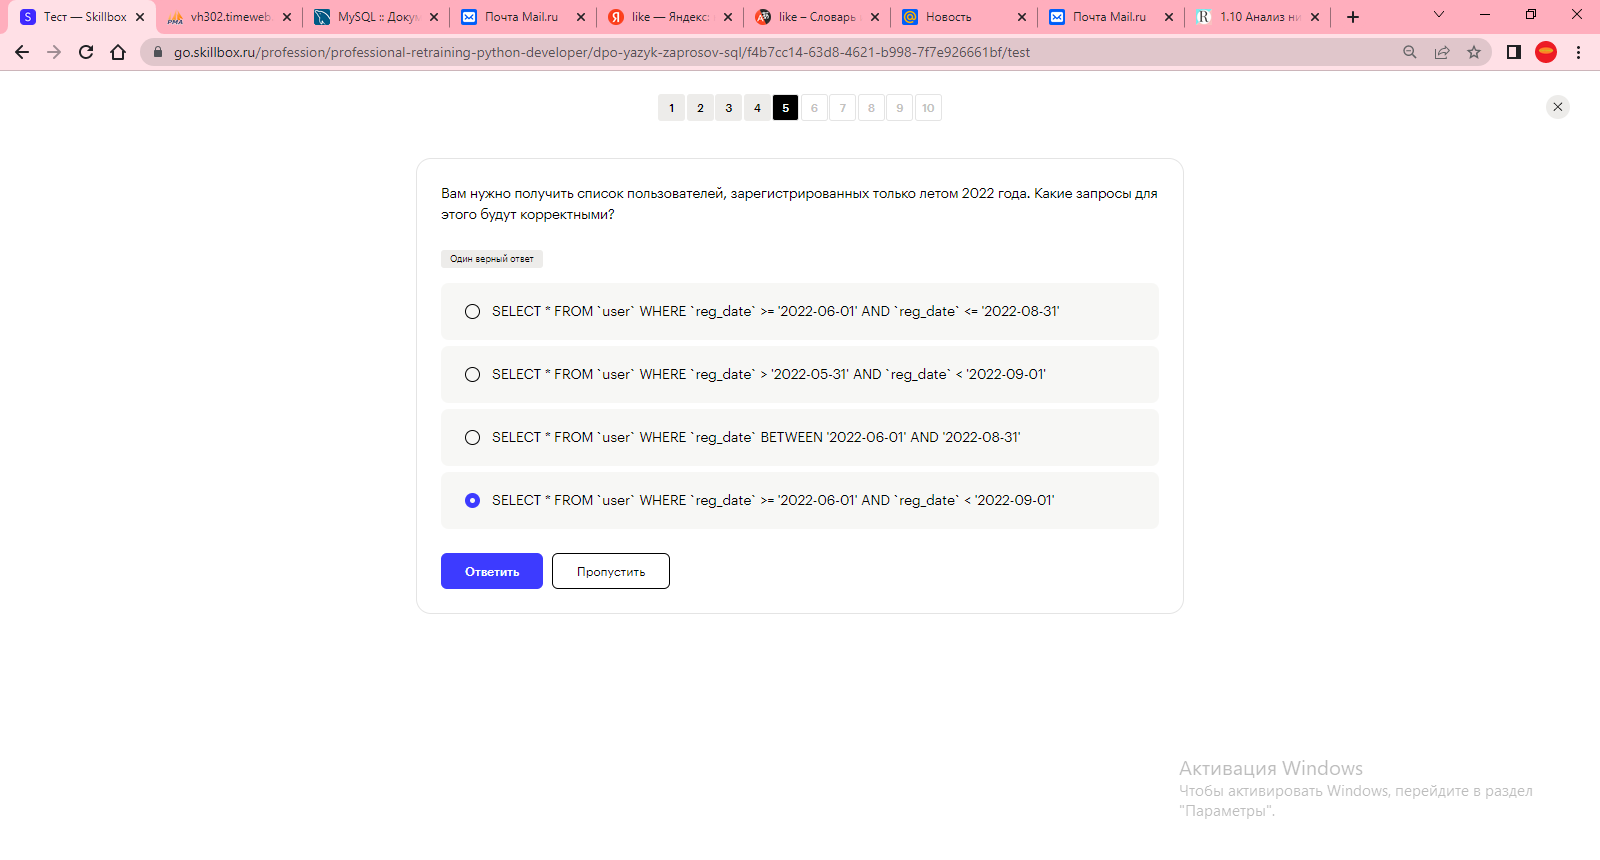 Тест — Skillbox
vh302.timeweb.
MySQL :: Докум
Почта Mail.ru
like — Яндекс:
like – Словарь
Новость
Почта Mail.ru
1.10 Анализ ни
go.skillbox.ru/profession/professional-retraining-python-developer/dpo-yazyk-zaprosov-sql/f4b7cc14-63d8-4621-b998-7f7e926661bf/test
1 2 3 4 5 6 7 8 9 10
Вам нужно получить список пользователей, зарегистрированных только летом 2022 года. Какие запросы для
этого будут корректными?
Один верный ответ
SELECT * FROM `user` WHERE `reg_date` >= '2022-06-01' AND `reg_date` <= '2022-08-31'
SELECT * FROM `user` WHERE `reg_date` > '2022-05-31' AND `reg_date` < '2022-09-01'
SELECT * FROM `user` WHERE `reg_date` BETWEEN '2022-06-01' AND '2022-08-31'
SELECT * FROM `user` WHERE `reg_date` >= '2022-06-01' AND `reg_date` < '2022-09-01'
Ответить
Пропустить
Активация Windows
Чтобы активировать Windows, перейдите в раздел
"Параметры".